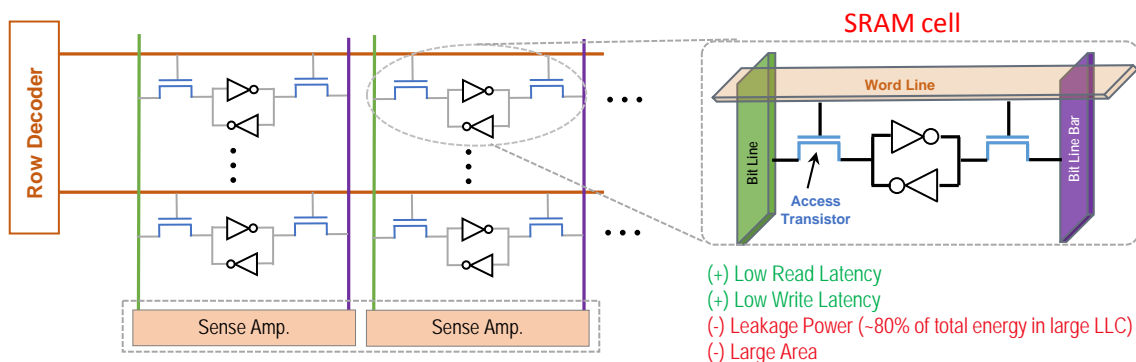 SRAM cell
Row Decoder
Word Line
Bit Line
Bit Line Bar
Access
Transistor
Sense Amp.
Sense Amp.
(+) Low Read Latency
(+) Low Write Latency
(-) Leakage Power (~80% of total energy in large LLC)
(-) Large Area